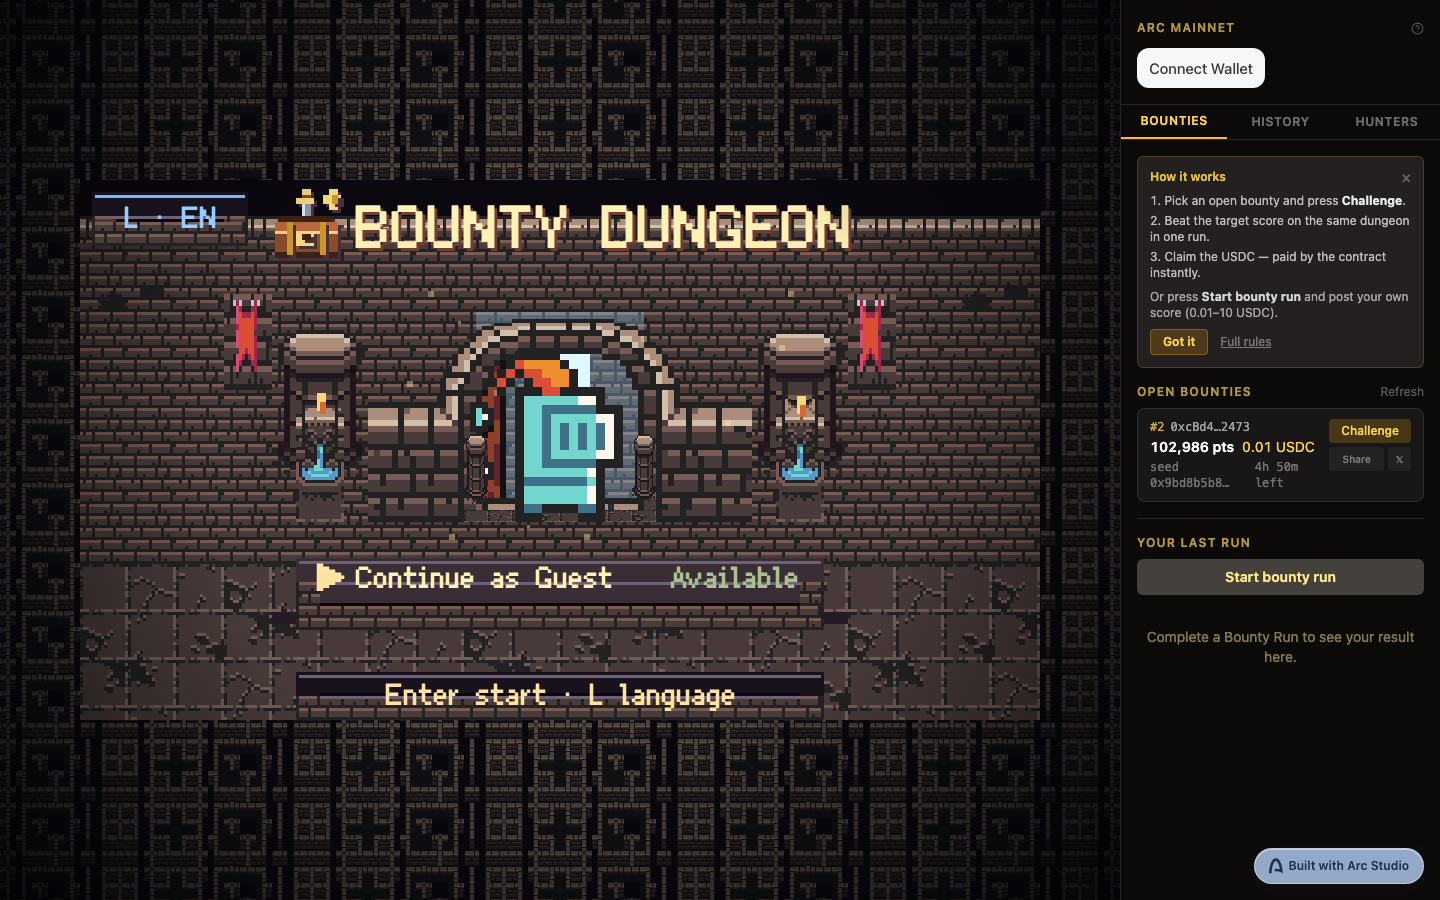 L · EN
BOUNTY DUNGEON
Continue as Guest Available
Enter start · L language
ARC MAINNET
Connect Wallet
BOUNTIES HISTORY HUNTERS
How it works ×
1. Pick an open bounty and press Challenge.
2. Beat the target score on the same dungeon
in one run.
3. Claim the USDC — paid by the contract
instantly.
Or press Start bounty run and post your own
score (0.01–10 USDC).
Got it Full rules
OPEN BOUNTIES Refresh
#2 0xcBd4…2473 Challenge
102,986 pts 0.01 USDC
Share X
seed 4h 50m
0x9bd8b5b8… left
YOUR LAST RUN
Start bounty run
Complete a Bounty Run to see your result
here.
Built with Arc Studio